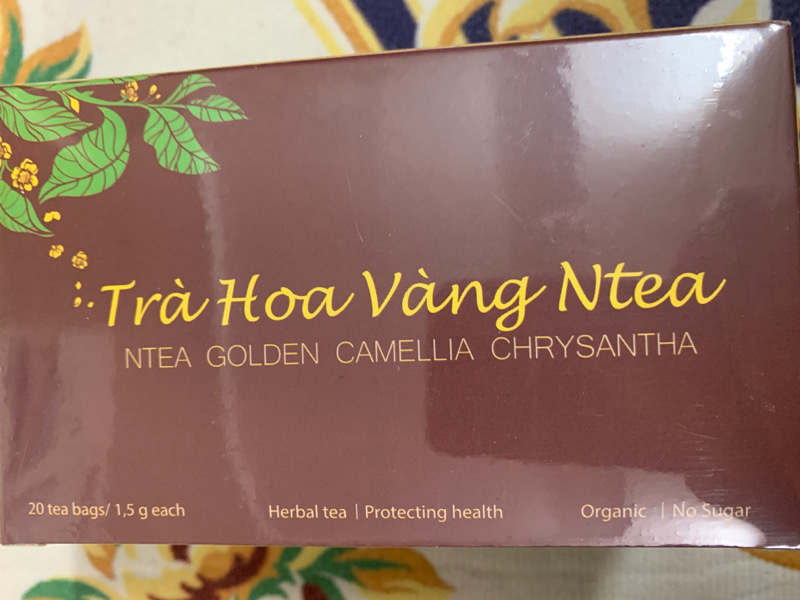 Trà Hoa Vàng Ntea
NTEA GOLDEN CAMELLIA CHRYSANTHA
20 tea bags/ 1,5 g each
Herbal tea | Protecting health
Organic | No Sugar